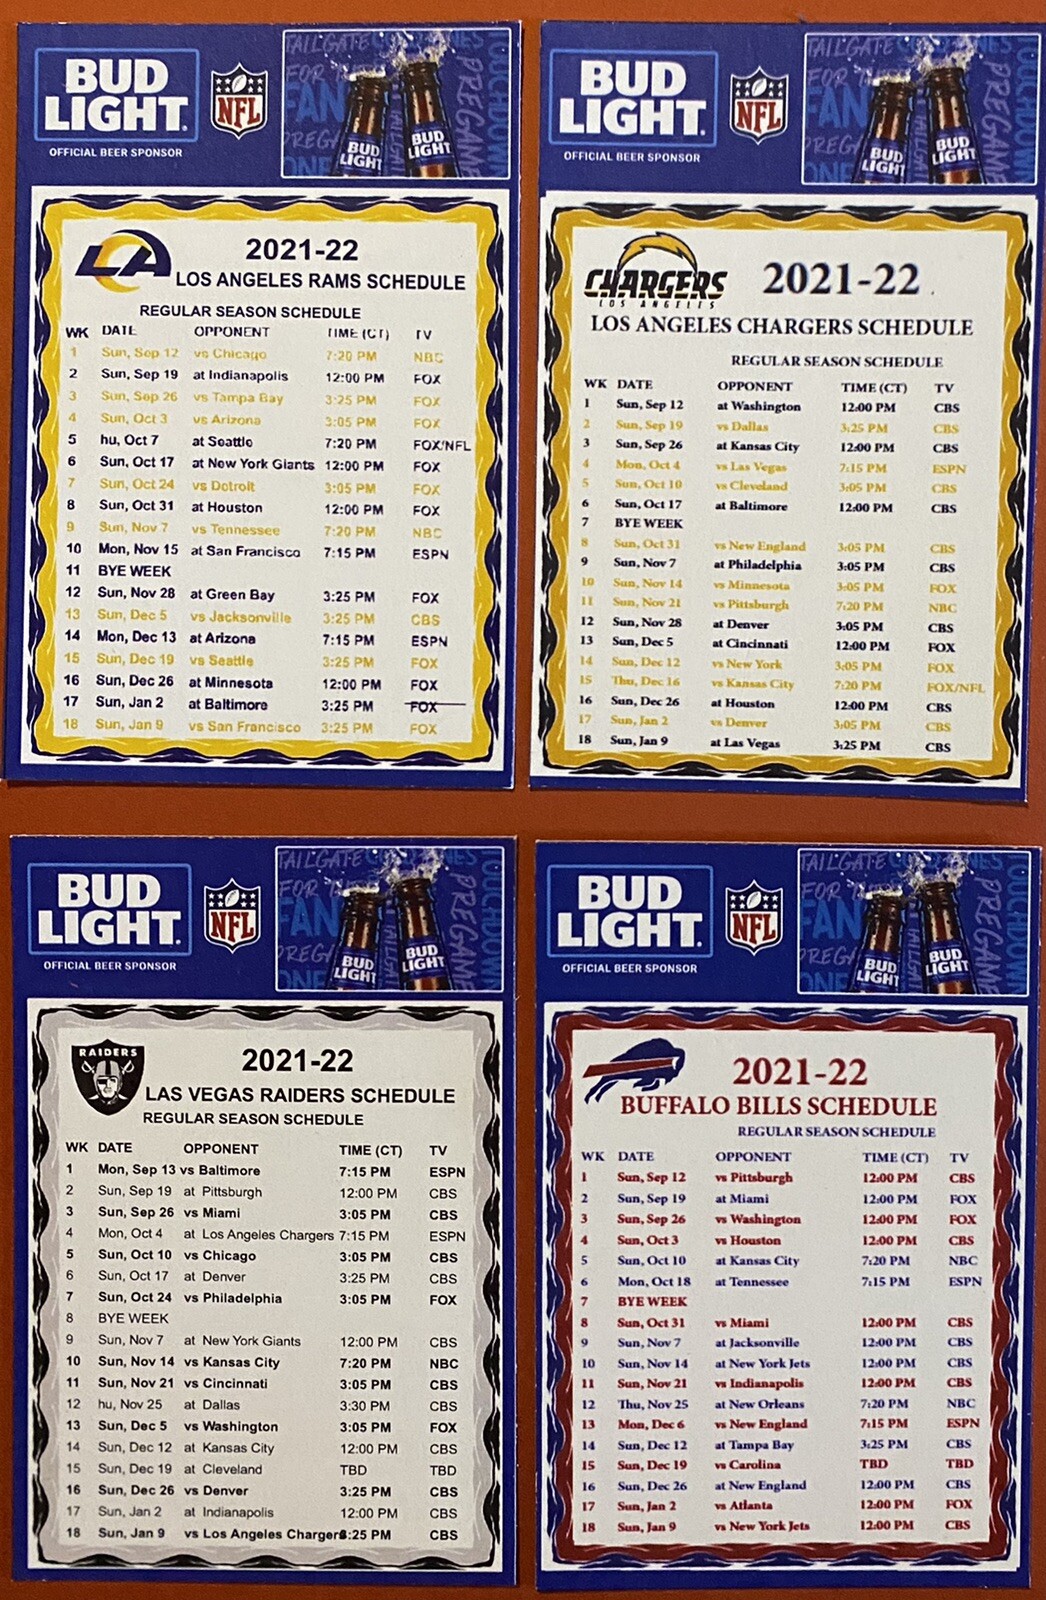 BUD
LIGHT.
OFFICIAL BEER SPONSOR
NFL
TAILGATE
FOR
FAN
PREGAME
TOUCHDOWN
BUD LIGHT
BUD LIGHT
LA
2021-22
LOS ANGELES RAMS SCHEDULE
REGULAR SEASON SCHEDULE
WK DATE OPPONENT TIME (CT) TV
1 Sun, Sep 12 vs Chicago 7:20 PM NBC
2 Sun, Sep 19 at Indianapolis 12:00 PM FOX
3 Sun, Sep 26 vs Tampa Bay 3:25 PM FOX
4 Sun, Oct 3 vs Arizona 3:05 PM FOX
5 hu, Oct 7 at Seattle 7:20 PM FOX/NFL
6 Sun, Oct 17 at New York Giants 12:00 PM FOX
7 Sun, Oct 24 vs Detroit 3:05 PM FOX
8 Sun, Oct 31 at Houston 12:00 PM FOX
9 Sun, Nov 7 vs Tennessee 7:20 PM NBC
10 Mon, Nov 15 at San Francisco 7:15 PM ESPN
11 BYE WEEK
12 Sun, Nov 28 at Green Bay 3:25 PM FOX
13 Sun, Dec 5 vs Jacksonville 3:25 PM CBS
14 Mon, Dec 13 at Arizona 7:15 PM ESPN
15 Sun, Dec 19 vs Seattle 3:25 PM FOX
16 Sun, Dec 26 at Minnesota 12:00 PM FOX
17 Sun, Jan 2 at Baltimore 3:25 PM FOX
18 Sun, Jan 9 vs San Francisco 3:25 PM FOX
BUD
LIGHT.
OFFICIAL BEER SPONSOR
NFL
TAILGATE
FOR
FAN
PREGAME
TOUCHDOWN
BUD LIGHT
BUD LIGHT
CHARGERS
LOS ANGELES
2021-22
LOS ANGELES CHARGERS SCHEDULE
REGULAR SEASON SCHEDULE
WK DATE OPPONENT TIME (CT) TV
1 Sun, Sep 12 at Washington 12:00 PM CBS
2 Sun, Sep 19 vs Dallas 3:25 PM CBS
3 Sun, Sep 26 at Kansas City 12:00 PM CBS
4 Mon, Oct 4 vs Las Vegas 7:15 PM ESPN
5 Sun, Oct 10 vs Cleveland 3:05 PM CBS
6 Sun, Oct 17 at Baltimore 12:00 PM CBS
7 BYE WEEK
8 Sun, Oct 31 vs New England 3:05 PM CBS
9 Sun, Nov 7 at Philadelphia 3:05 PM CBS
10 Sun, Nov 14 vs Minnesota 3:05 PM FOX
11 Sun, Nov 21 vs Pittsburgh 7:20 PM NBC
12 Sun, Nov 28 at Denver 3:05 PM CBS
13 Sun, Dec 5 at Cincinnati 12:00 PM FOX
14 Sun, Dec 12 vs New York 3:05 PM FOX
15 Thu, Dec 16 vs Kansas City 7:20 PM FOX/NFL
16 Sun, Dec 26 at Houston 12:00 PM CBS
17 Sun, Jan 2 vs Denver 3:05 PM CBS
18 Sun, Jan 9 at Las Vegas 3:25 PM CBS
BUD
LIGHT.
OFFICIAL BEER SPONSOR
NFL
TAILGATE
FOR
FAN
PREGAME
TOUCHDOWN
BUD LIGHT
BUD LIGHT
RAIDERS
2021-22
LAS VEGAS RAIDERS SCHEDULE
REGULAR SEASON SCHEDULE
WK DATE OPPONENT TIME (CT) TV
1 Mon, Sep 13 vs Baltimore 7:15 PM ESPN
2 Sun, Sep 19 at Pittsburgh 12:00 PM CBS
3 Sun, Sep 26 vs Miami 3:05 PM CBS
4 Mon, Oct 4 at Los Angeles Chargers 7:15 PM ESPN
5 Sun, Oct 10 vs Chicago 3:05 PM CBS
6 Sun, Oct 17 at Denver 3:25 PM CBS
7 Sun, Oct 24 vs Philadelphia 3:05 PM FOX
8 BYE WEEK
9 Sun, Nov 7 at New York Giants 12:00 PM CBS
10 Sun, Nov 14 vs Kansas City 7:20 PM NBC
11 Sun, Nov 21 vs Cincinnati 3:05 PM CBS
12 hu, Nov 25 at Dallas 3:30 PM CBS
13 Sun, Dec 5 vs Washington 3:05 PM FOX
14 Sun, Dec 12 at Kansas City 12:00 PM CBS
15 Sun, Dec 19 at Cleveland TBD TBD
16 Sun, Dec 26 vs Denver 3:25 PM CBS
17 Sun, Jan 2 at Indianapolis 12:00 PM CBS
18 Sun, Jan 9 vs Los Angeles Chargers 3:25 PM CBS
BUD
LIGHT.
OFFICIAL BEER SPONSOR
NFL
TAILGATE
FOR
FAN
PREGAME
TOUCHDOWN
BUD LIGHT
BUD LIGHT
2021-22
BUFFALO BILLS SCHEDULE
REGULAR SEASON SCHEDULE
WK DATE OPPONENT TIME (CT) TV
1 Sun, Sep 12 vs Pittsburgh 12:00 PM CBS
2 Sun, Sep 19 at Miami 12:00 PM FOX
3 Sun, Sep 26 vs Washington 12:00 PM FOX
4 Sun, Oct 3 vs Houston 12:00 PM CBS
5 Sun, Oct 10 at Kansas City 7:20 PM NBC
6 Mon, Oct 18 at Tennessee 7:15 PM ESPN
7 BYE WEEK
8 Sun, Oct 31 vs Miami 12:00 PM CBS
9 Sun, Nov 7 at Jacksonville 12:00 PM CBS
10 Sun, Nov 14 at New York Jets 12:00 PM CBS
11 Sun, Nov 21 vs Indianapolis 12:00 PM CBS
12 Thu, Nov 25 at New Orleans 7:20 PM NBC
13 Mon, Dec 6 vs New England 7:15 PM ESPN
14 Sun, Dec 12 at Tampa Bay 3:25 PM CBS
15 Sun, Dec 19 vs Carolina TBD TBD
16 Sun, Dec 26 at New England 12:00 PM CBS
17 Sun, Jan 2 vs Atlanta 12:00 PM FOX
18 Sun, Jan 9 vs New York Jets 12:00 PM CBS